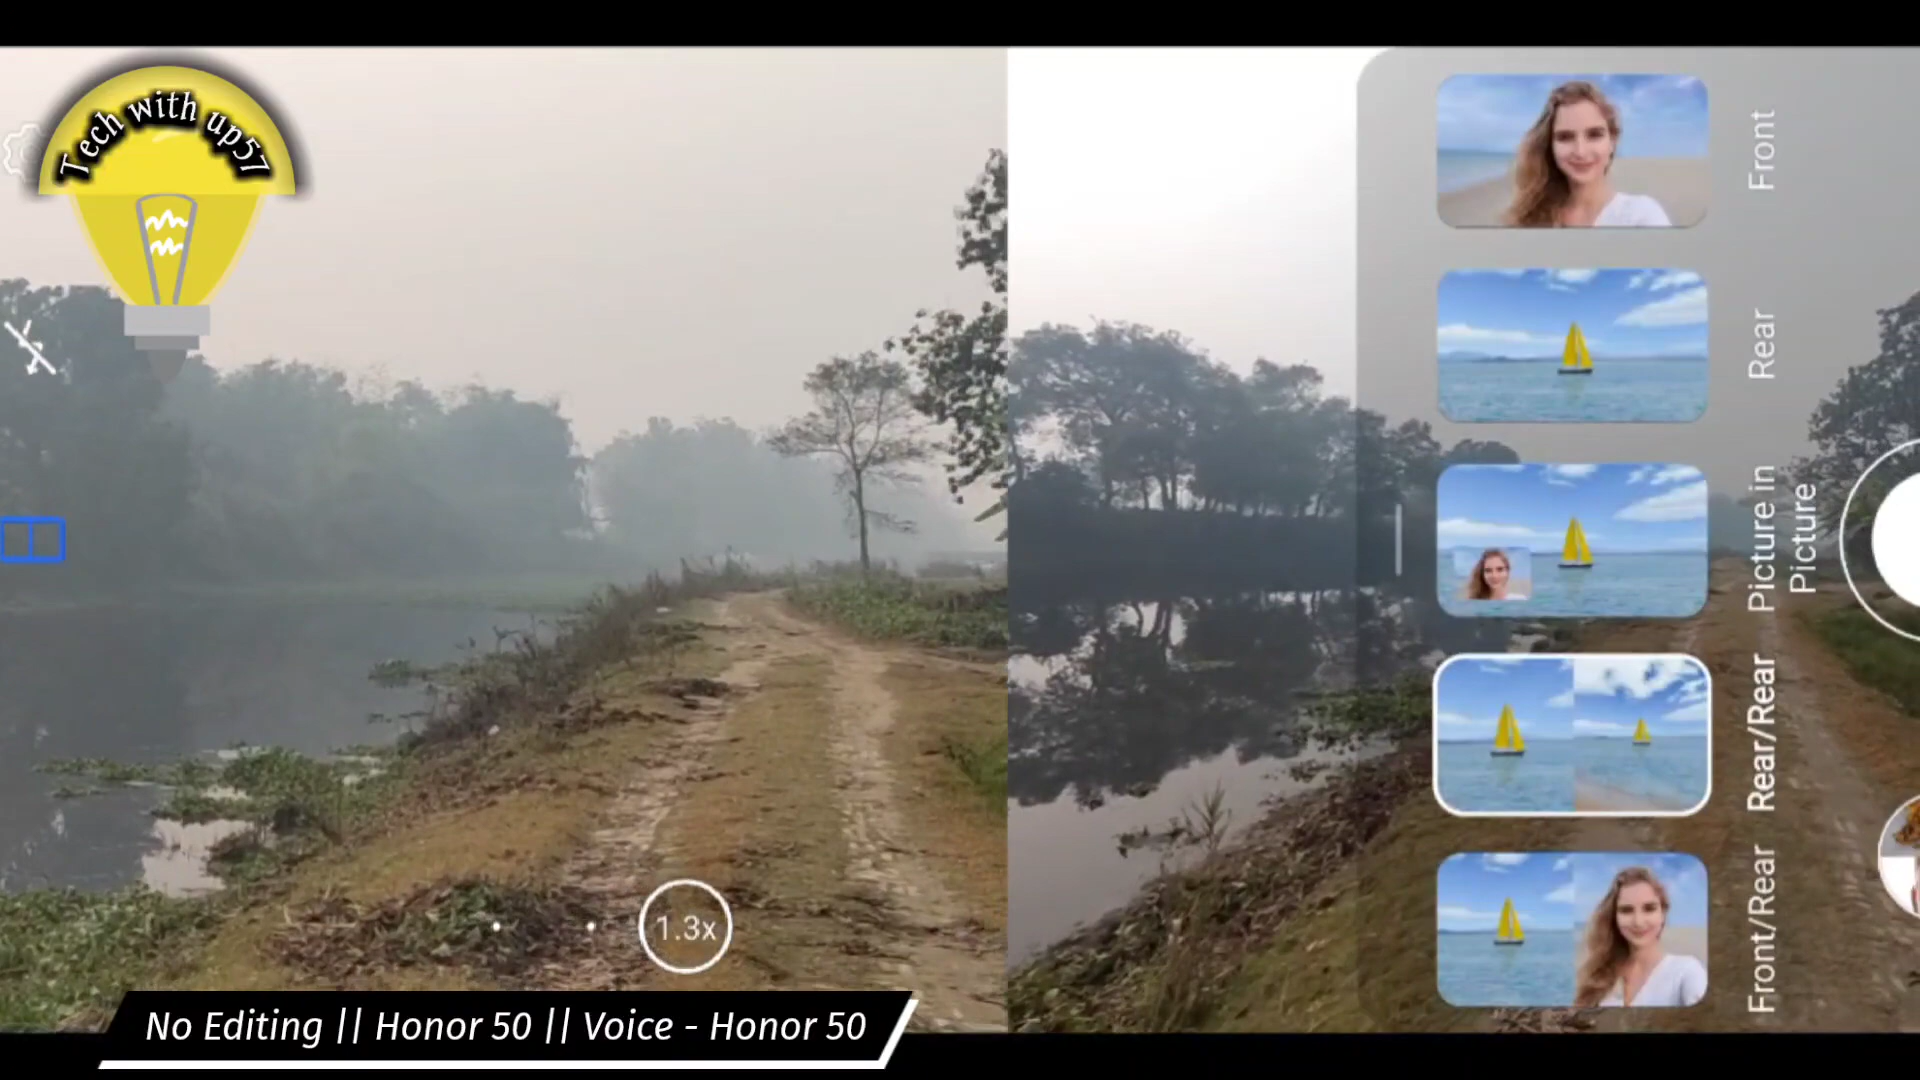 Tech with up57
Front
Rear
Picture in
Picture
Rear/Rear
Front/Rear
1.3x
No Editing || Honor 50 || Voice - Honor 50